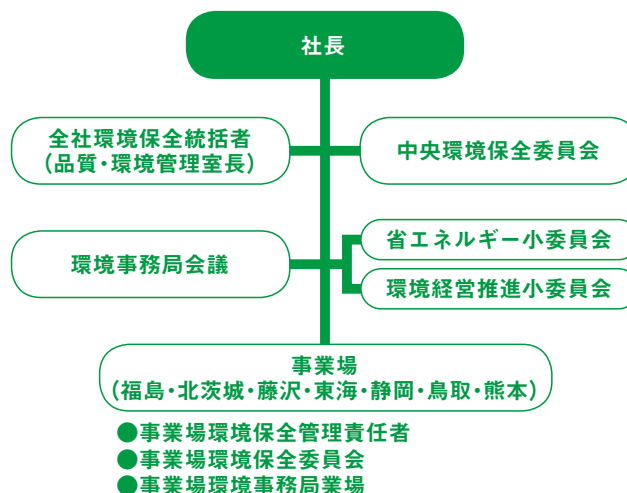 社長
全社環境保全統括者
(品質・環境管理室長)
中央環境保全委員会
環境事務局会議
省エネルギー小委員会
環境経営推進小委員会
事業場
(福島・北茨城・藤沢・東海・静岡・鳥取・熊本)
●事業場環境保全管理責任者
●事業場環境保全委員会
●事業場環境事務局業場